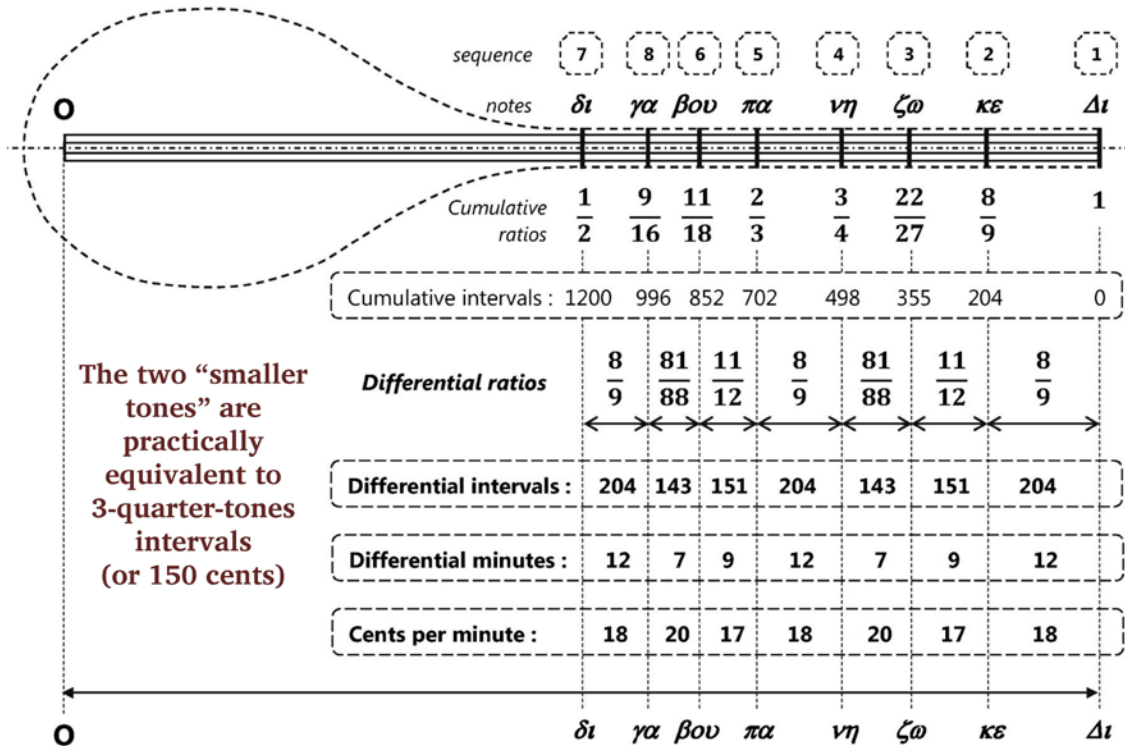 sequence 7 8 6 5 4 3 2 1
O notes δι γα βου πα νη ζω κε Δι
Cumulative ratios 1/2 9/16 11/18 2/3 3/4 22/27 8/9 1
Cumulative intervals : 1200 996 852 702 498 355 204 0
Differential ratios 8/9 81/88 11/12 8/9 81/88 11/12 8/9
The two “smaller
tones” are
practically
equivalent to
3-quarter-tones
intervals
(or 150 cents)
Differential intervals : 204 143 151 204 143 151 204
Differential minutes : 12 7 9 12 7 9 12
Cents per minute : 18 20 17 18 20 17 18
O δι γα βου πα νη ζω κε Δι